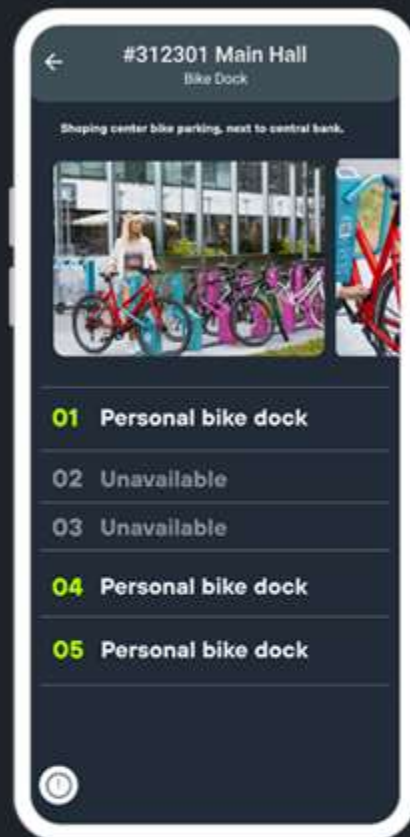 #312301 Main Hall
Bike Dock
Shoping center bike parking, next to central bank.
01 Personal bike dock
02 Unavailable
03 Unavailable
04 Personal bike dock
05 Personal bike dock